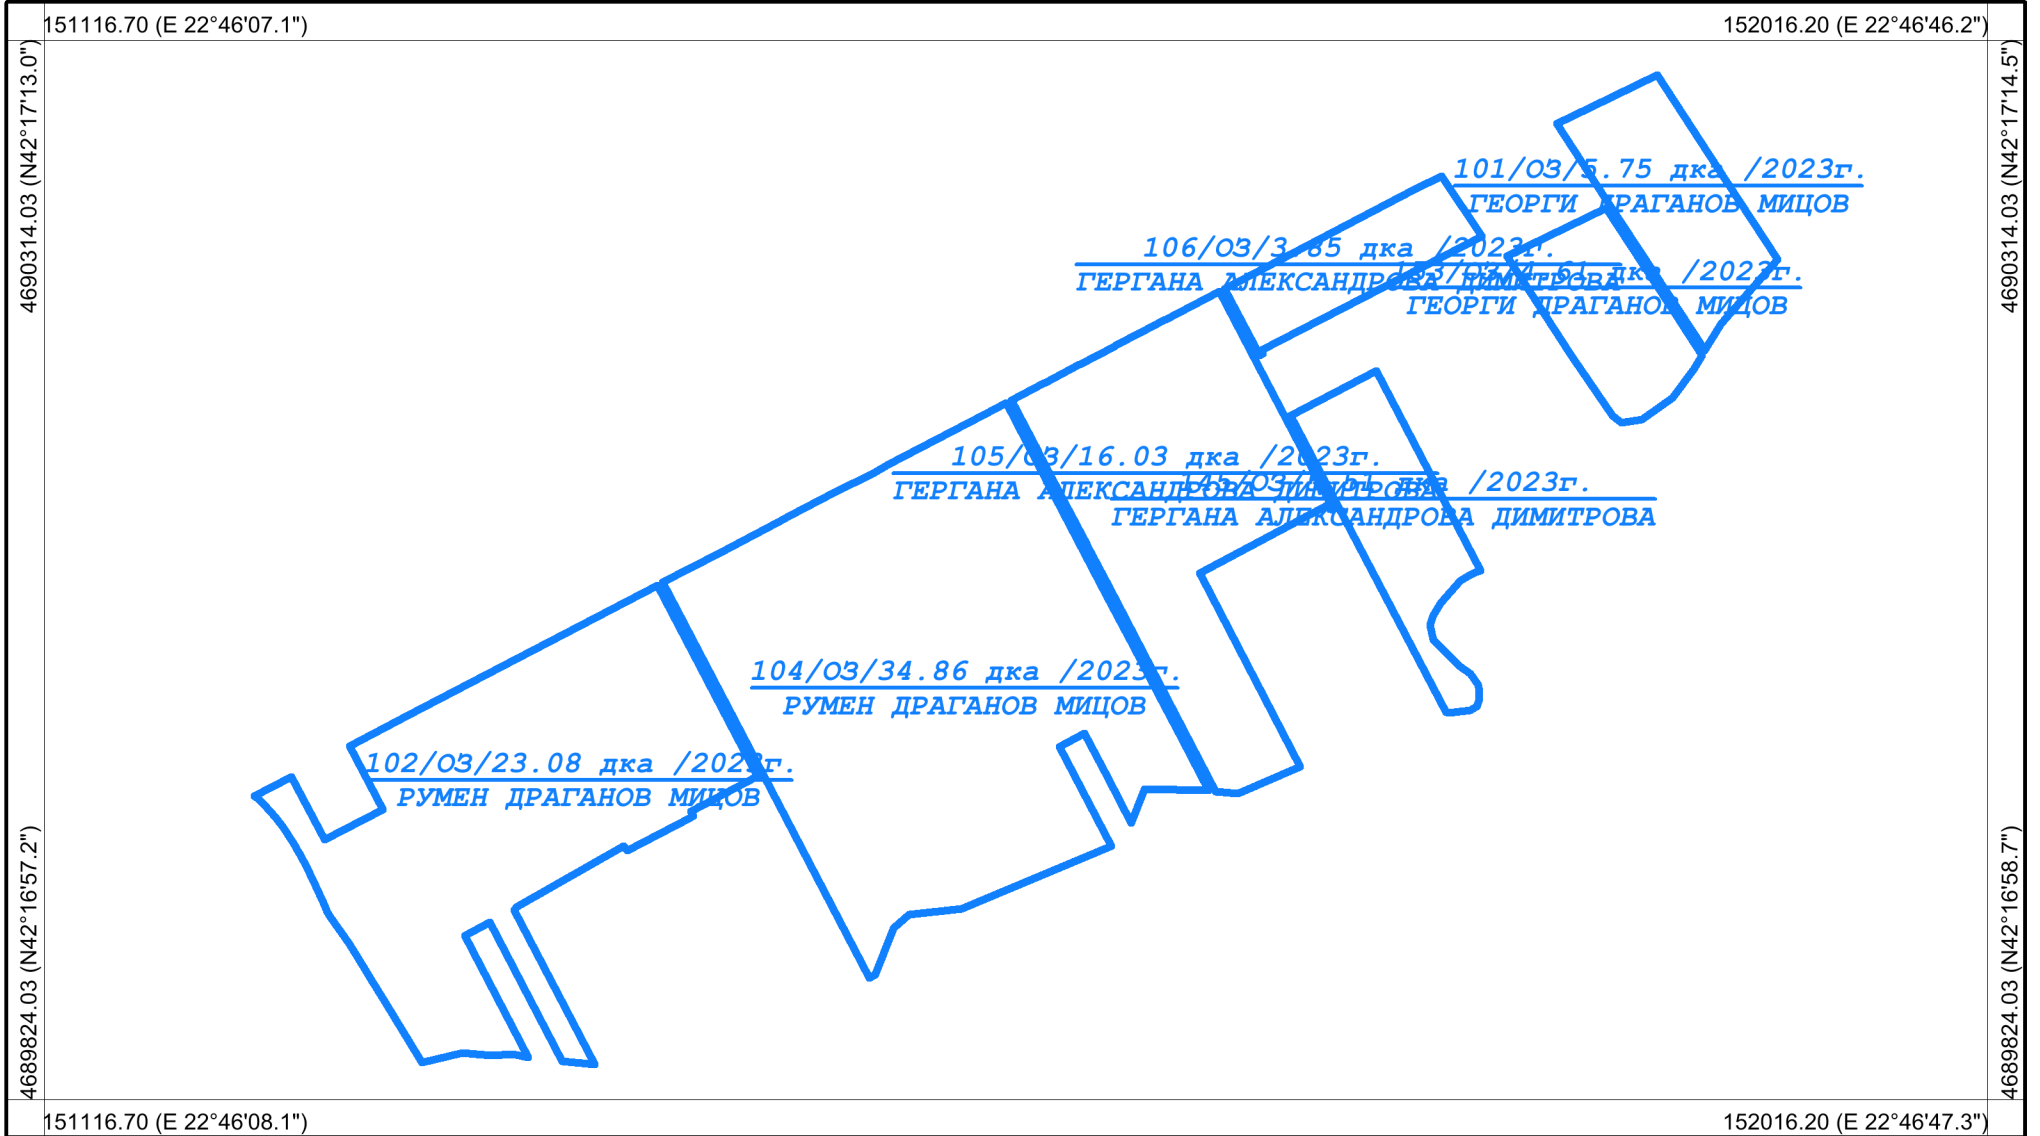 151116.70 (E 22°46'07.1")
152016.20 (E 22°46'46.2")
4690314.03 (N42°17'13.0")
4690314.03 (N42°17'14.5")
101/ОЗ/5.75 дка /2023г.
ГЕОРГИ ДРАГАНОВ МИЦОВ
106/ОЗ/3.85 дка /2023г.
ГЕРГАНА АЛЕКСАНДРОВА ДИМИТРОВА
дка /2023г.
ГЕОРГИ ДРАГАНОВ МИЦОВ
105/ОЗ/16.03 дка /2023г.
ГЕРГАНА АЛЕКСАНДРОВА ДИМИТРОВА
дка /2023г.
ГЕРГАНА АЛЕКСАНДРОВА ДИМИТРОВА
104/ОЗ/34.86 дка /2023г.
РУМЕН ДРАГАНОВ МИЦОВ
102/ОЗ/23.08 дка /2023г.
РУМЕН ДРАГАНОВ МИЦОВ
4689824.03 (N42°16'57.2")
4689824.03 (N42°16'58.7")
151116.70 (E 22°46'08.1")
152016.20 (E 22°46'47.3")